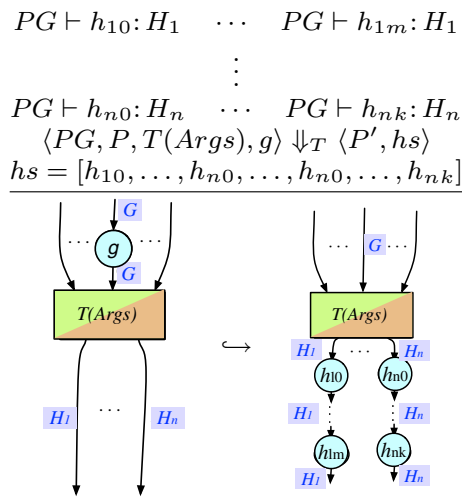 PG ⊢ h₁₀: H₁ ⋯ PG ⊢ h₁ₘ: H₁
⋮
PG ⊢ hₙ₀: Hₙ ⋯ PG ⊢ hₙₖ: Hₙ
⟨PG, P, T(Args), g⟩ ⇓_T ⟨P′, hs⟩
hs = [h₁₀, …, hₙ₀, …, hₙ₀, …, hₙₖ]
G
... g ...
G
T(Args)
H₁ ... Hₙ
↪
... G ...
T(Args)
H₁ ... Hₙ
h₁₀ hₙ₀
H₁ ... Hₙ
h₁ₘ hₙₖ
H₁ Hₙ